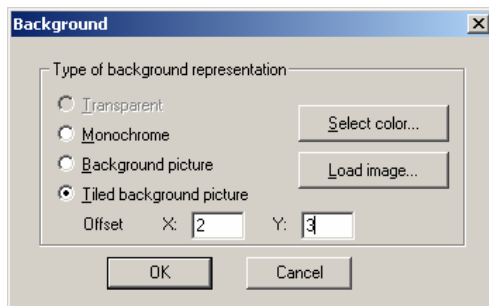 Background
Type of background representation
Transparent
Monochrome
Select color...
Background picture
Load image...
Tiled background picture
Offset X: 2 Y: 3
OK Cancel